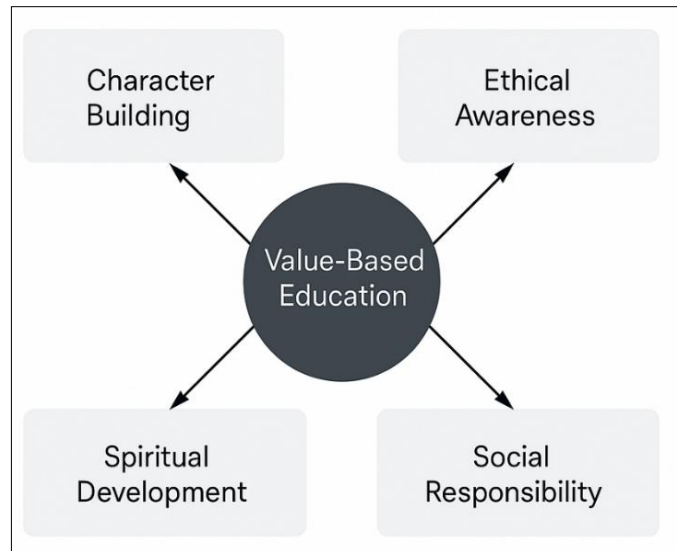 Character
Building
Ethical
Awareness
Value-Based
Education
Spiritual
Development
Social
Responsibility